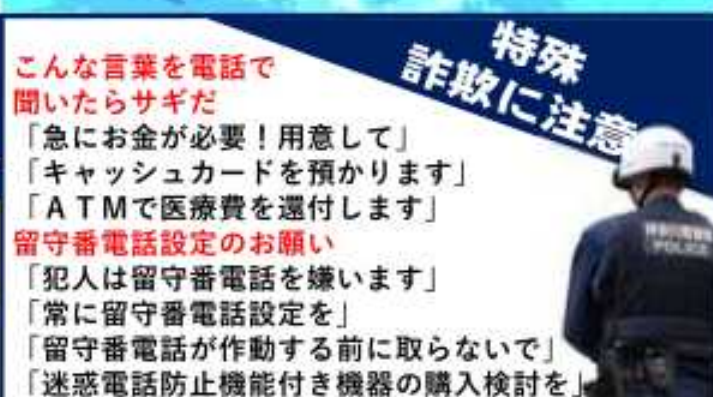 特殊
詐欺に注意
こんな言葉を電話で
聞いたらサギだ
「急にお金が必要！用意して」
「キャッシュカードを預かります」
「ＡＴＭで医療費を還付します」
留守番電話設定のお願い
「犯人は留守番電話を嫌います」
「常に留守番電話設定を」
「留守番電話が作動する前に取らないで」
「迷惑電話防止機能付き機器の購入検討を」
POLICE